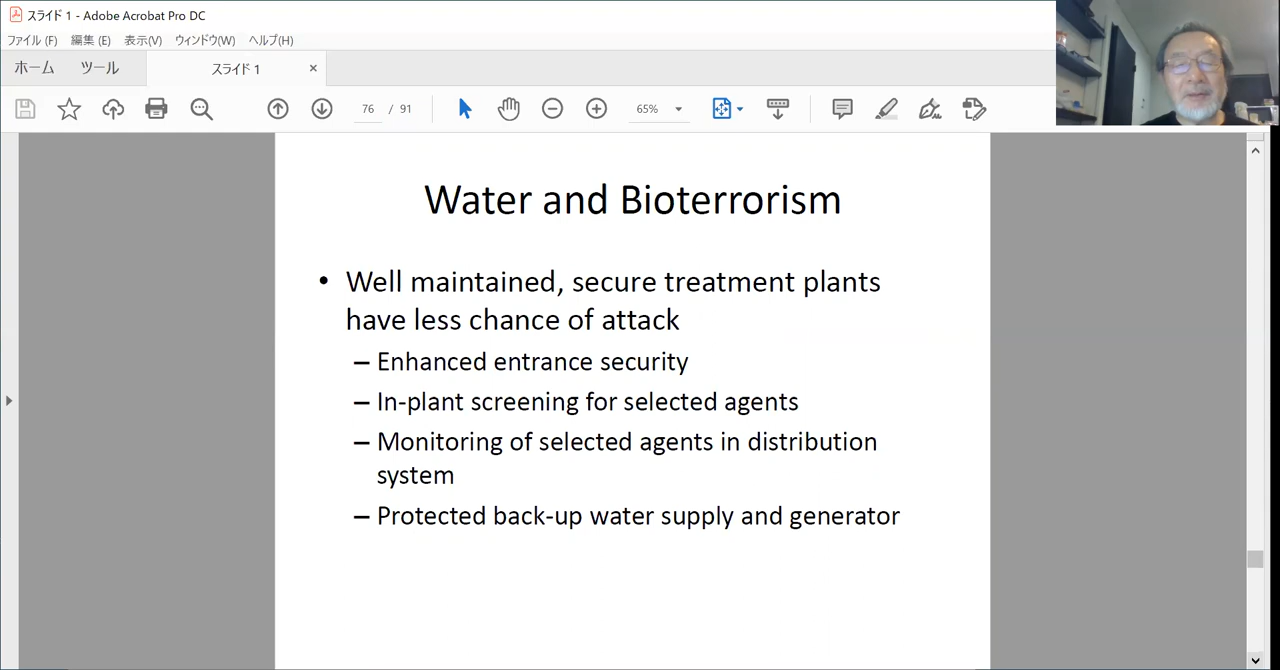 スライド 1 - Adobe Acrobat Pro DC
ファイル (F) 編集 (E) 表示(V) ウィンドウ(W) ヘルプ(H)
ホーム ツール スライド 1 ×
76 / 91 65%
Water and Bioterrorism
• Well maintained, secure treatment plants
have less chance of attack
– Enhanced entrance security
– In-plant screening for selected agents
– Monitoring of selected agents in distribution
system
– Protected back-up water supply and generator